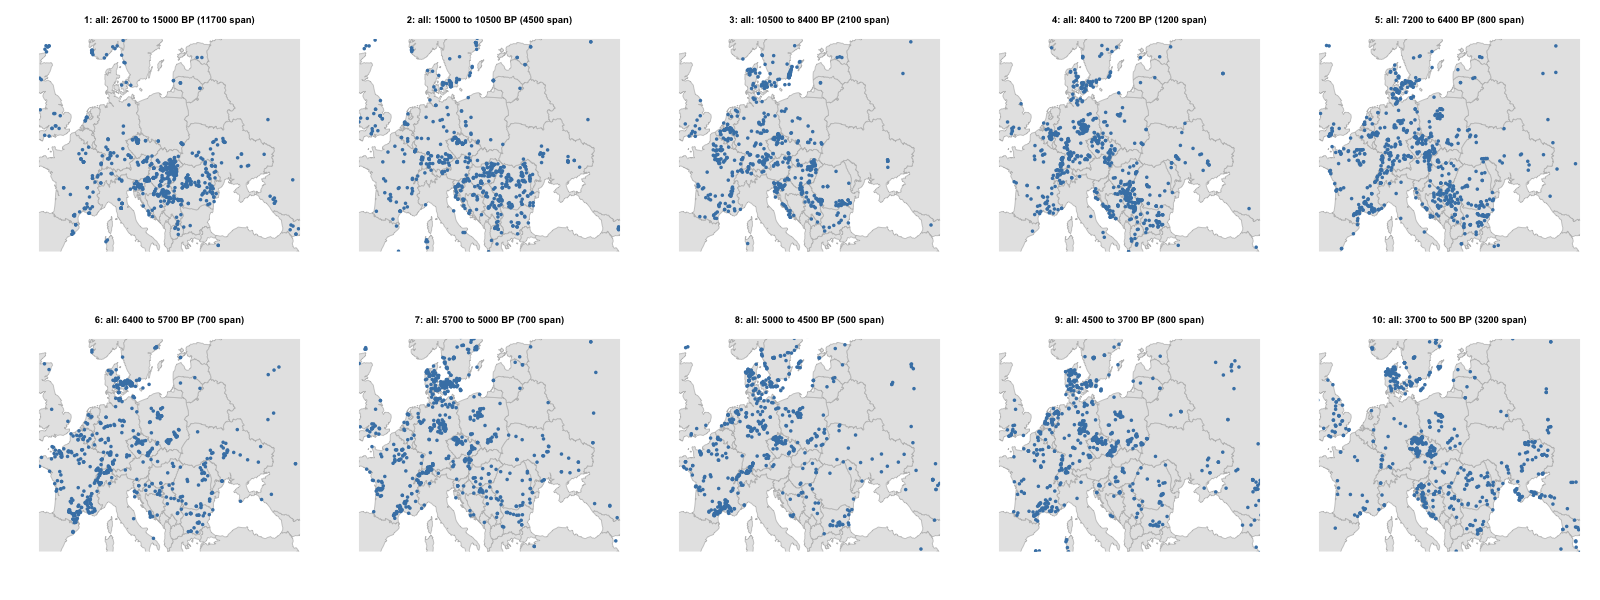 1: all: 26700 to 15000 BP (11700 span)
2: all: 15000 to 10500 BP (4500 span)
3: all: 10500 to 8400 BP (2100 span)
4: all: 8400 to 7200 BP (1200 span)
5: all: 7200 to 6400 BP (800 span)
6: all: 6400 to 5700 BP (700 span)
7: all: 5700 to 5000 BP (700 span)
8: all: 5000 to 4500 BP (500 span)
9: all: 4500 to 3700 BP (800 span)
10: all: 3700 to 500 BP (3200 span)